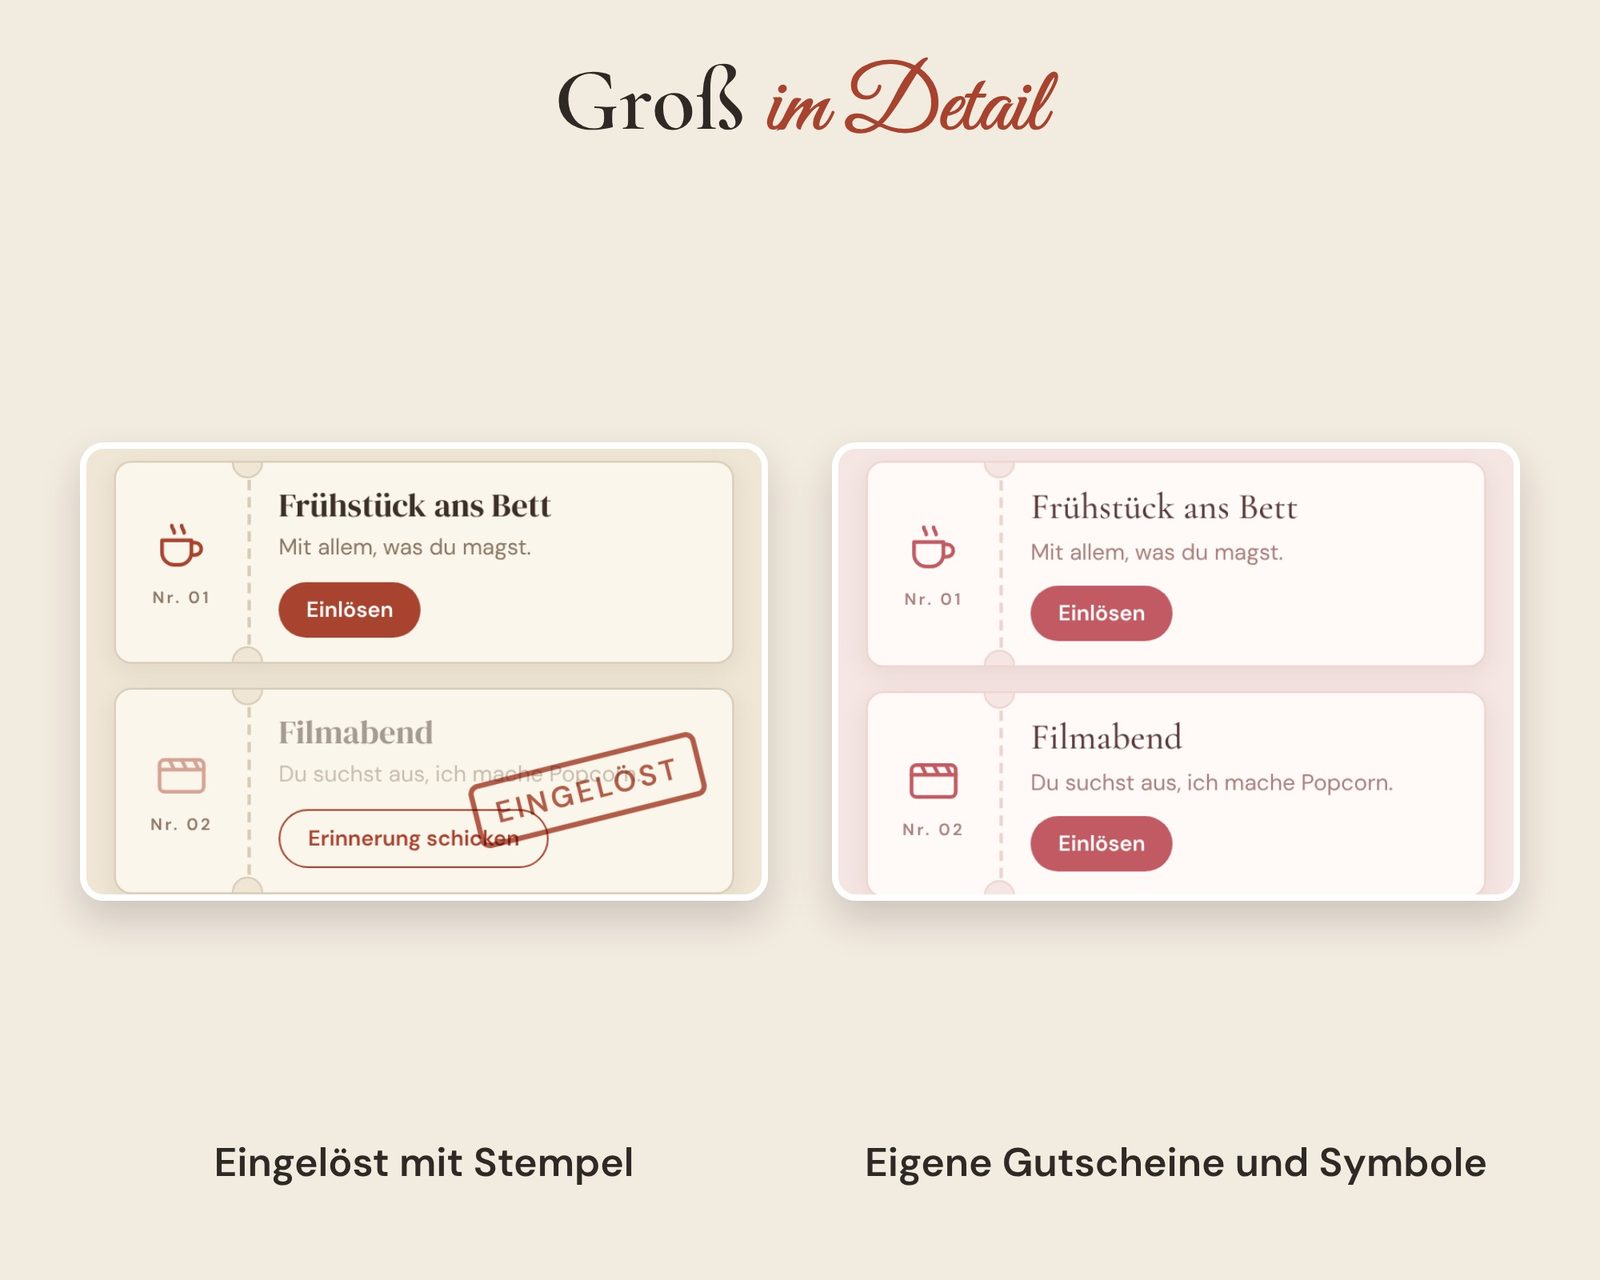 Groß im Detail
Frühstück ans Bett
Mit allem, was du magst.
Nr. 01
Einlösen
Filmabend
Du suchst aus, ich mache Popcorn.
EINGELÖST
Nr. 02
Erinnerung schicken
Frühstück ans Bett
Mit allem, was du magst.
Nr. 01
Einlösen
Filmabend
Du suchst aus, ich mache Popcorn.
Nr. 02
Einlösen
Eingelöst mit Stempel
Eigene Gutscheine und Symbole